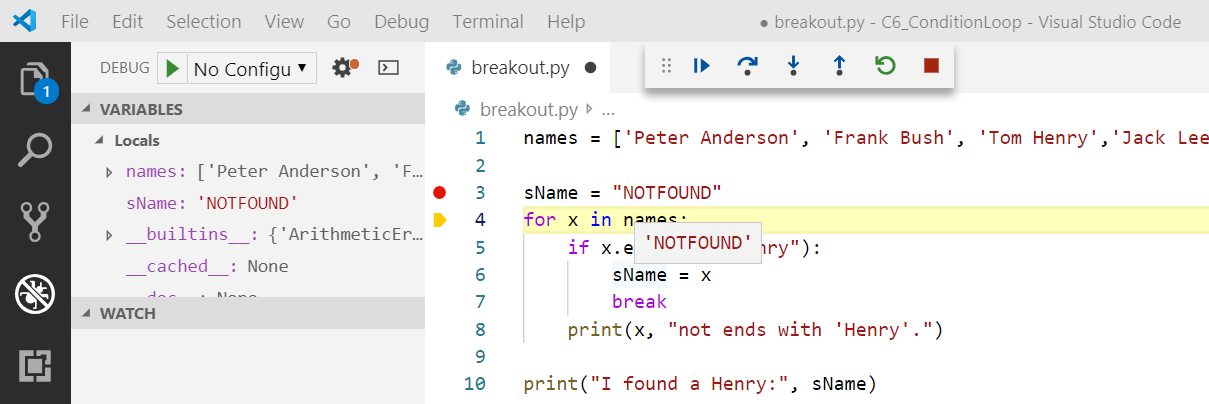 File Edit Selection View Go Debug Terminal Help ● breakout.py - C6_ConditionLoop - Visual Studio Code
DEBUG No Configu ▼
breakout.py ●
VARIABLES
Locals
names: ['Peter Anderson', 'F…
sName: 'NOTFOUND'
__builtins__: {'ArithmeticEr…
__cached__: None
WATCH
1
breakout.py …
1 names = ['Peter Anderson', 'Frank Bush', 'Tom Henry','Jack Lee
2
3 sName = "NOTFOUND"
4 for x in names:
'NOTFOUND'
5 if x.e nry"):
6 sName = x
7 break
8 print(x, "not ends with 'Henry'.")
9
10 print("I found a Henry:", sName)